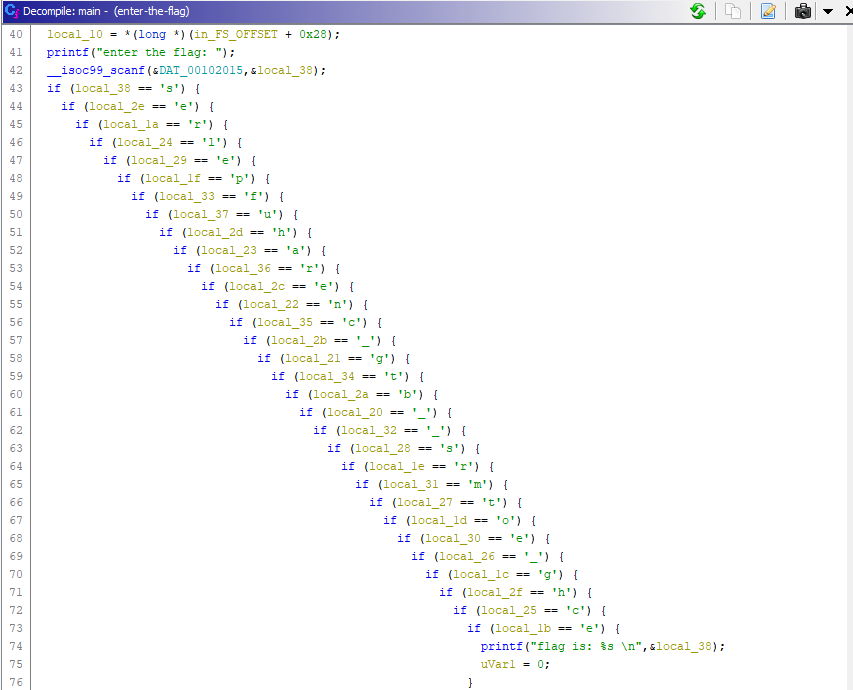 Decompile: main - (enter-the-flag)
40 local_10 = *(long *)(in_FS_OFFSET + 0x28);
41 printf("enter the flag: ");
42 __isoc99_scanf(&DAT_00102015,&local_38);
43 if (local_38 == 's') {
44 if (local_2e == 'e') {
45 if (local_1a == 'r') {
46 if (local_24 == 'l') {
47 if (local_29 == 'e') {
48 if (local_1f == 'p') {
49 if (local_33 == 'f') {
50 if (local_37 == 'u') {
51 if (local_2d == 'h') {
52 if (local_23 == 'a') {
53 if (local_36 == 'r') {
54 if (local_2c == 'e') {
55 if (local_22 == 'n') {
56 if (local_35 == 'c') {
57 if (local_2b == '_') {
58 if (local_21 == 'g') {
59 if (local_34 == 't') {
60 if (local_2a == 'b') {
61 if (local_20 == '_') {
62 if (local_32 == '_') {
63 if (local_28 == 's') {
64 if (local_1e == 'r') {
65 if (local_31 == 'm') {
66 if (local_27 == 't') {
67 if (local_1d == 'o') {
68 if (local_30 == 'e') {
69 if (local_26 == '_') {
70 if (local_1c == 'g') {
71 if (local_2f == 'h') {
72 if (local_25 == 'c') {
73 if (local_1b == 'e') {
74 printf("flag is: %s \n",&local_38);
75 uVar1 = 0;
76 }